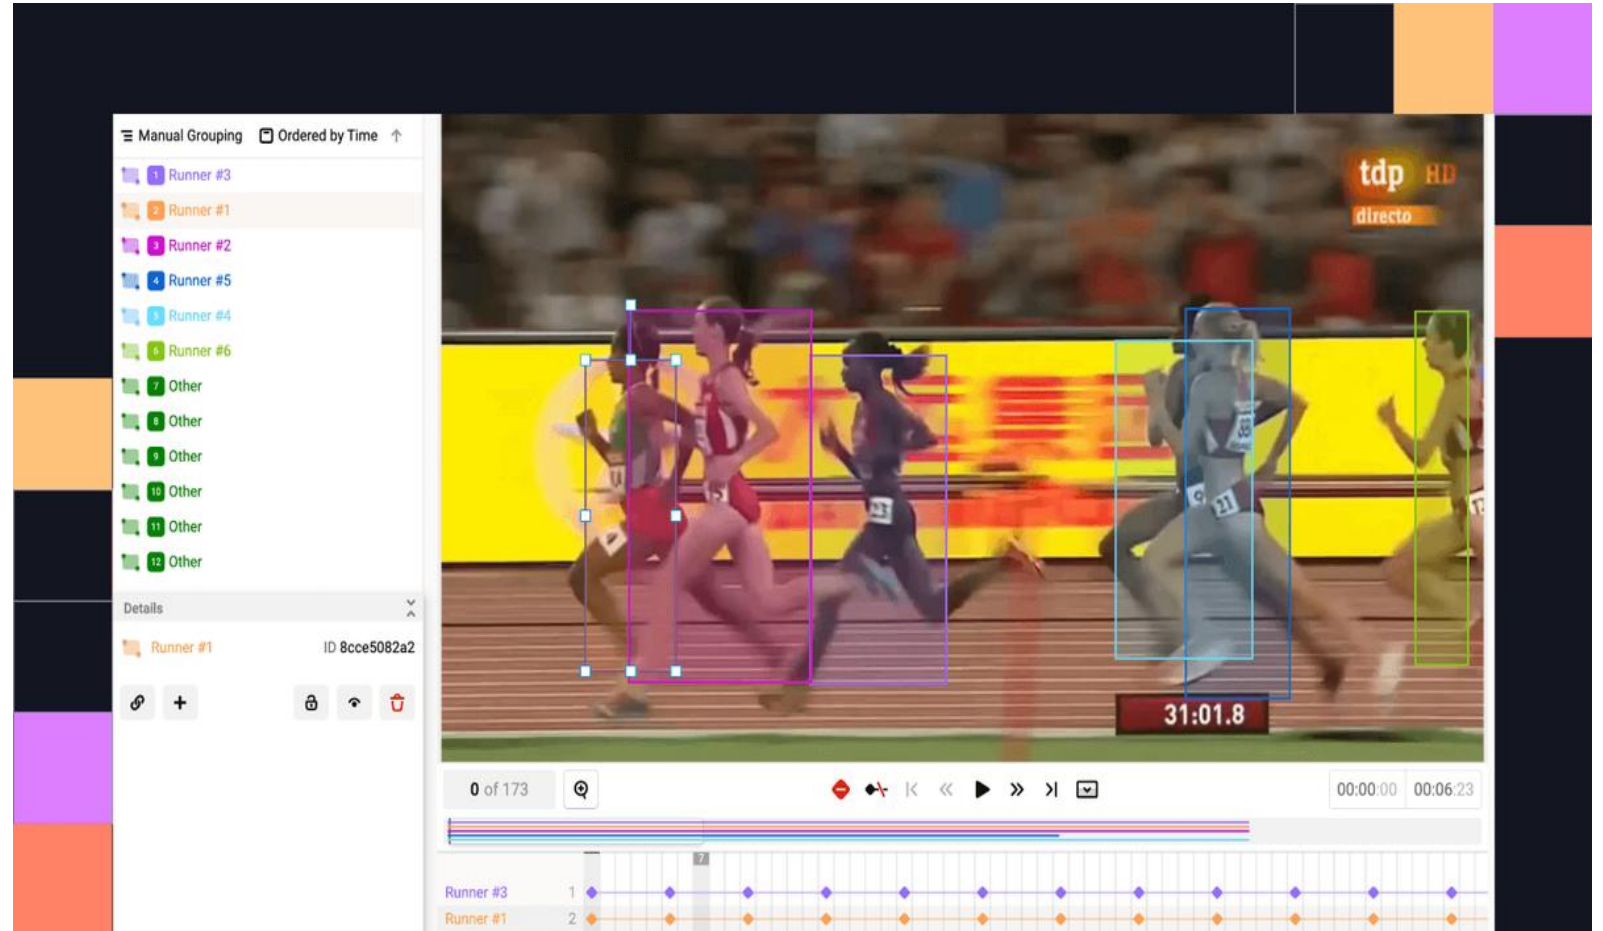 Manual Grouping Ordered by Time
1 Runner #3
2 Runner #1
3 Runner #2
4 Runner #5
5 Runner #4
6 Runner #6
7 Other
8 Other
9 Other
10 Other
11 Other
12 Other
Details
Runner #1 ID 8cce5082a2
tdp HD
directo
23
9
21
31:01.8
0 of 173
00:00:00 00:06:23
7
Runner #3 1
Runner #1 2